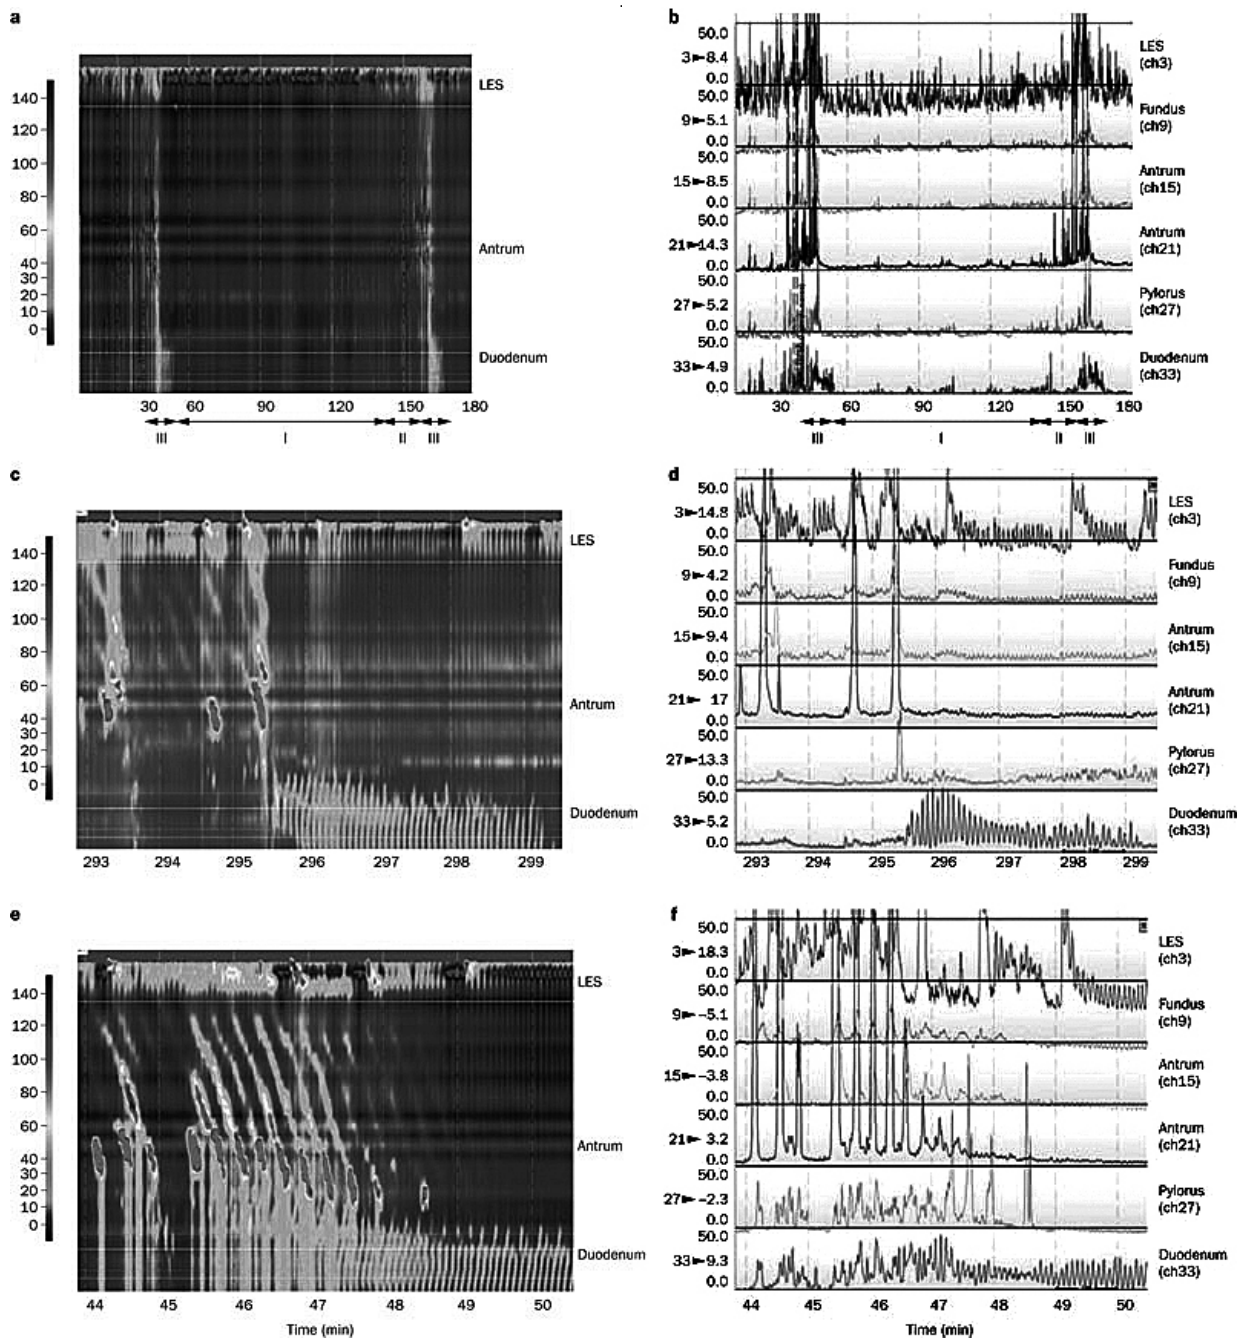 a
140
120
100
80
60
40
30
20
10
0
LES
Antrum
Duodenum
30 60 90 120 150 180
III I II III
b
50.0
3►8.4
0.0
LES
(ch3)
50.0
9►5.1
0.0
Fundus
(ch9)
50.0
15►8.5
0.0
Antrum
(ch15)
50.0
21►14.3
0.0
Antrum
(ch21)
50.0
27►5.2
0.0
Pylorus
(ch27)
50.0
33►4.9
0.0
Duodenum
(ch33)
30 60 90 120 150 180
III I II III
c
140
120
100
80
60
40
30
20
10
0
LES
Antrum
Duodenum
293 294 295 296 297 298 299
d
50.0
3►14.8
0.0
LES
(ch3)
50.0
9►4.2
0.0
Fundus
(ch9)
50.0
15►9.4
0.0
Antrum
(ch15)
50.0
21► 17
0.0
Antrum
(ch21)
50.0
27►13.3
0.0
Pylorus
(ch27)
50.0
33►5.2
0.0
Duodenum
(ch33)
293 294 295 296 297 298 299
e
140
120
100
80
60
40
30
20
10
0
LES
Antrum
Duodenum
44 45 46 47 48 49 50
Time (min)
f
50.0
3►18.3
0.0
LES
(ch3)
50.0
9►–5.1
0.0
Fundus
(ch9)
50.0
15►–3.8
0.0
Antrum
(ch15)
50.0
21► 3.2
0.0
Antrum
(ch21)
50.0
27►–2.3
0.0
Pylorus
(ch27)
50.0
33►9.3
0.0
Duodenum
(ch33)
44 45 46 47 48 49 50
Time (min)